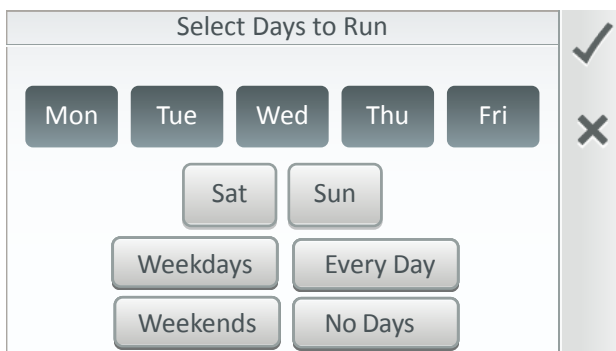 Select Days to Run
Mon Tue Wed Thu Fri
Sat Sun
Weekdays Every Day
Weekends No Days